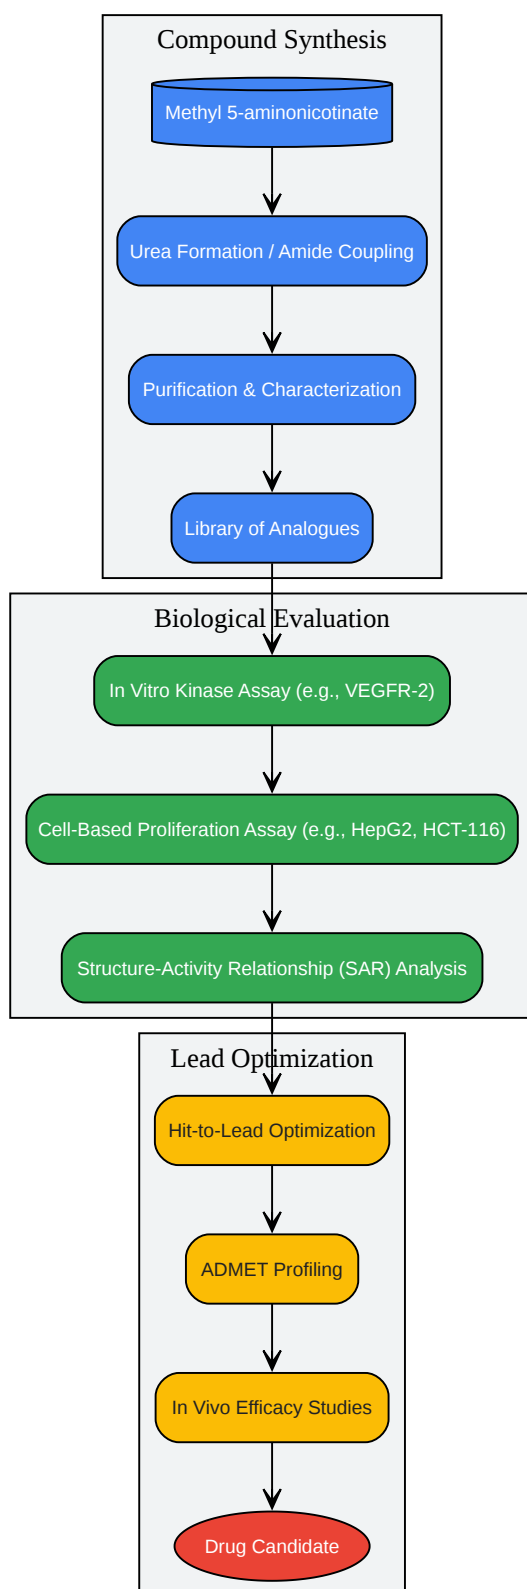 Compound Synthesis
Methyl 5-aminonicotinate
Urea Formation / Amide Coupling
Purification & Characterization
Library of Analogues
Biological Evaluation
In Vitro Kinase Assay (e.g., VEGFR-2)
Cell-Based Proliferation Assay (e.g., HepG2, HCT-116)
Structure-Activity Relationship (SAR) Analysis
Lead Optimization
Hit-to-Lead Optimization
ADMET Profiling
In Vivo Efficacy Studies
Drug Candidate